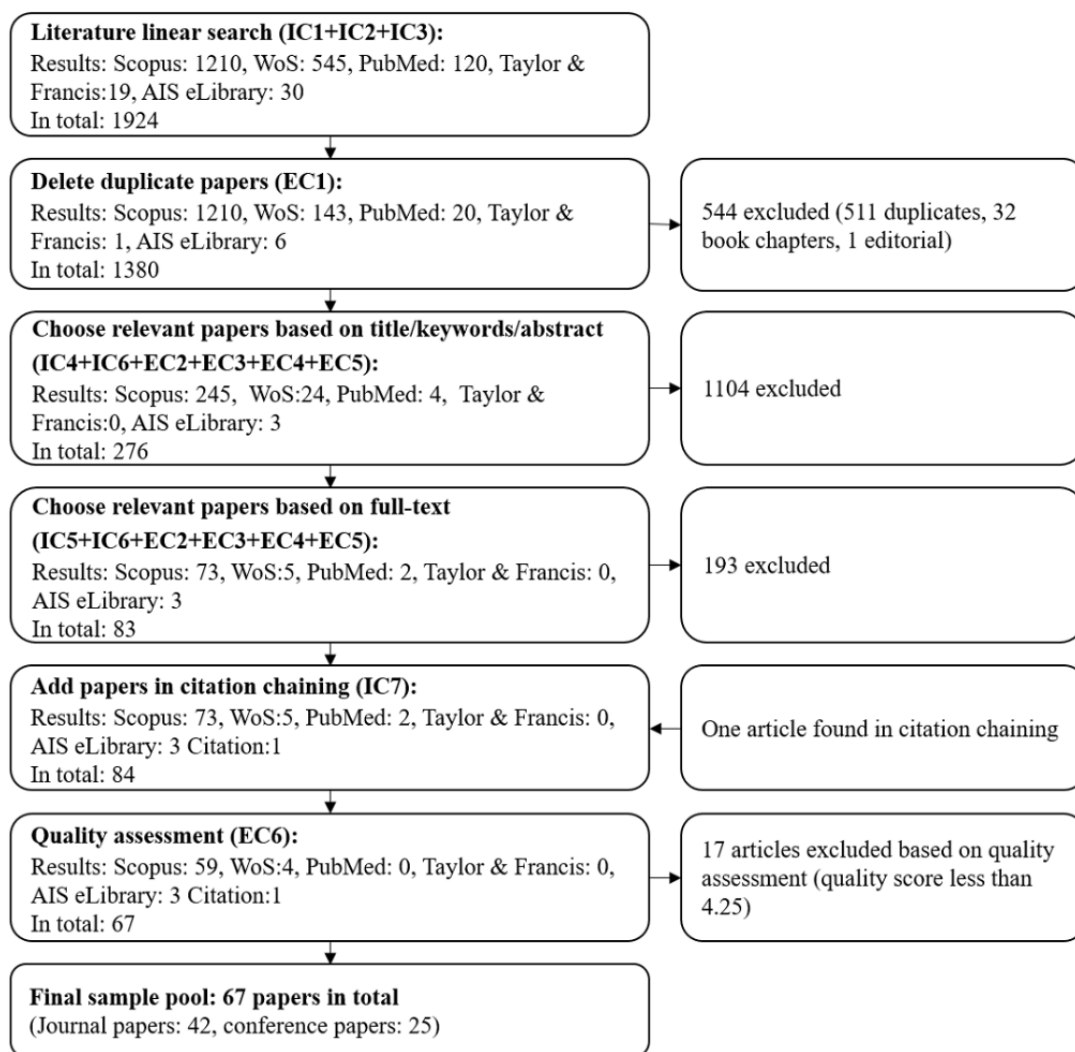 Literature linear search (IC1+IC2+IC3):
Results: Scopus: 1210, WoS: 545, PubMed: 120, Taylor &
Francis:19, AIS eLibrary: 30
In total: 1924
Delete duplicate papers (EC1):
Results: Scopus: 1210, WoS: 143, PubMed: 20, Taylor &
Francis: 1, AIS eLibrary: 6
In total: 1380
544 excluded (511 duplicates, 32
book chapters, 1 editorial)
Choose relevant papers based on title/keywords/abstract
(IC4+IC6+EC2+EC3+EC4+EC5):
Results: Scopus: 245, WoS:24, PubMed: 4, Taylor &
Francis:0, AIS eLibrary: 3
In total: 276
1104 excluded
Choose relevant papers based on full-text
(IC5+IC6+EC2+EC3+EC4+EC5):
Results: Scopus: 73, WoS:5, PubMed: 2, Taylor & Francis: 0,
AIS eLibrary: 3
In total: 83
193 excluded
Add papers in citation chaining (IC7):
Results: Scopus: 73, WoS:5, PubMed: 2, Taylor & Francis: 0,
AIS eLibrary: 3 Citation:1
In total: 84
One article found in citation chaining
Quality assessment (EC6):
Results: Scopus: 59, WoS:4, PubMed: 0, Taylor & Francis: 0,
AIS eLibrary: 3 Citation:1
In total: 67
17 articles excluded based on quality
assessment (quality score less than
4.25)
Final sample pool: 67 papers in total
(Journal papers: 42, conference papers: 25)